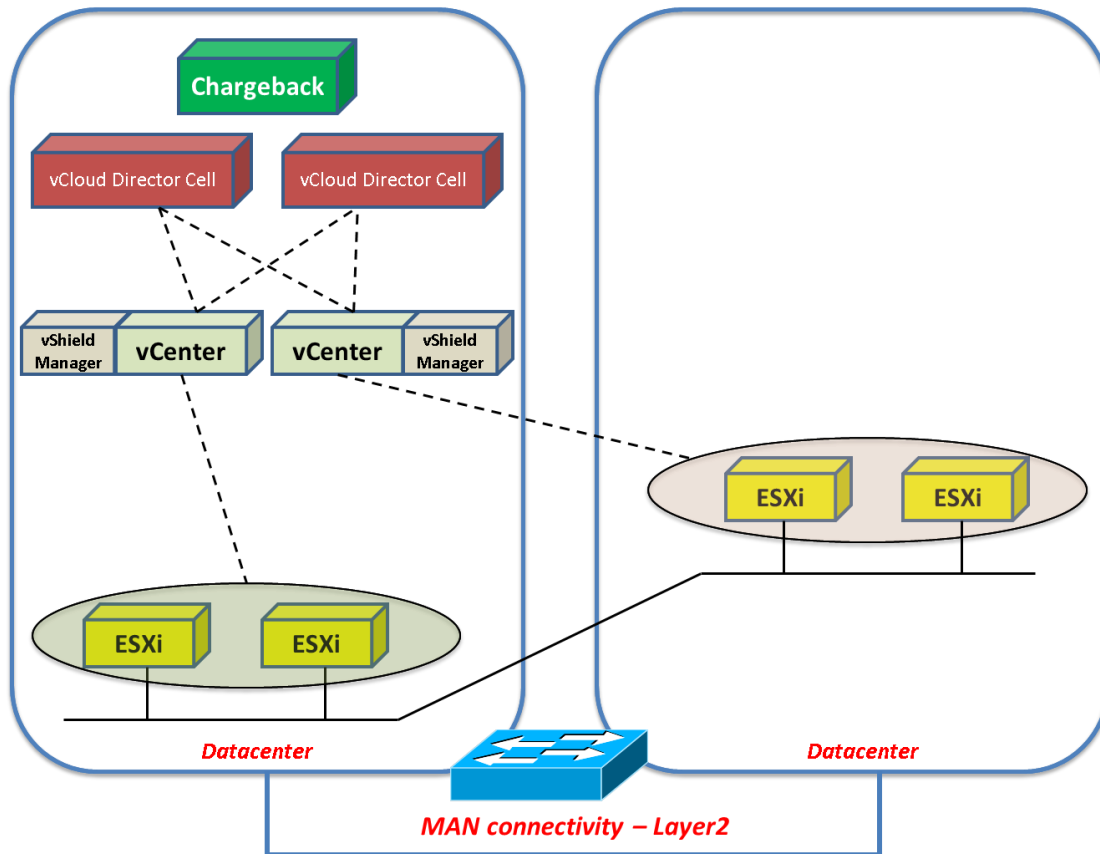 Chargeback
vCloud Director Cell
vCloud Director Cell
vShield
Manager
vCenter
vCenter
vShield
Manager
ESXi
ESXi
ESXi
ESXi
Datacenter
Datacenter
MAN connectivity – Layer2